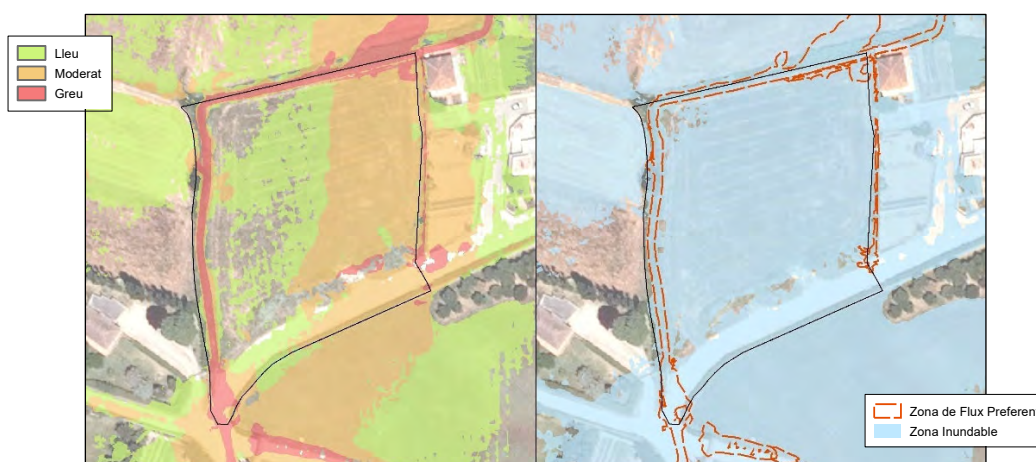 Lleu
Moderat
Greu
Zona de Flux Preferen
Zona Inundable